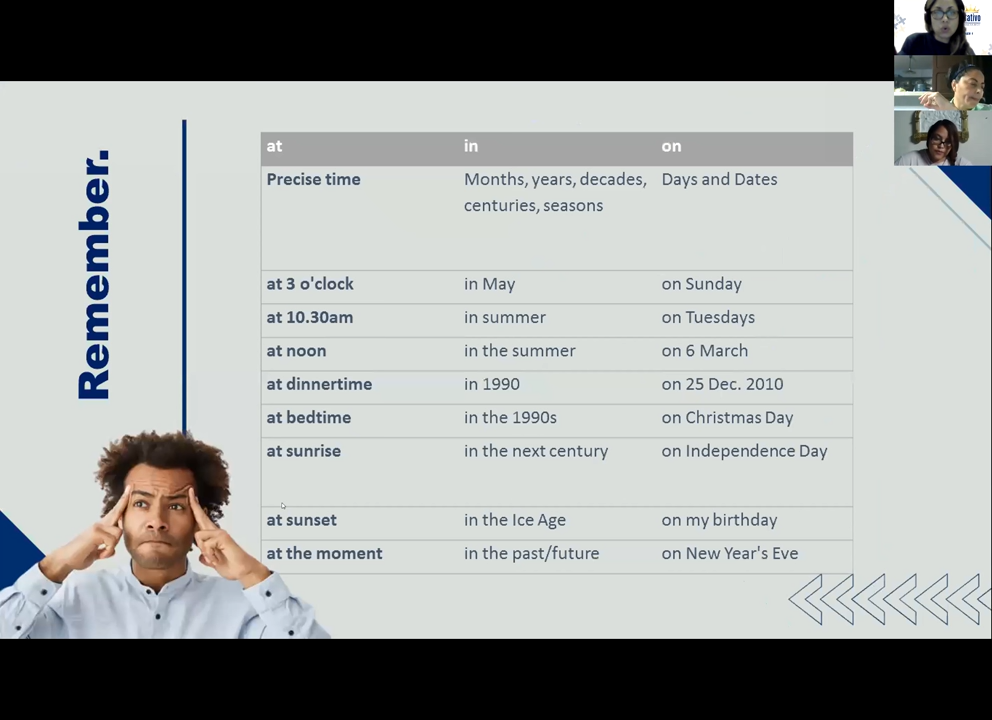 Remember.
at in on
Precise time Months, years, decades, Days and Dates
centuries, seasons
at 3 o'clock in May on Sunday
at 10.30am in summer on Tuesdays
at noon in the summer on 6 March
at dinnertime in 1990 on 25 Dec. 2010
at bedtime in the 1990s on Christmas Day
at sunrise in the next century on Independence Day
at sunset in the Ice Age on my birthday
at the moment in the past/future on New Year's Eve